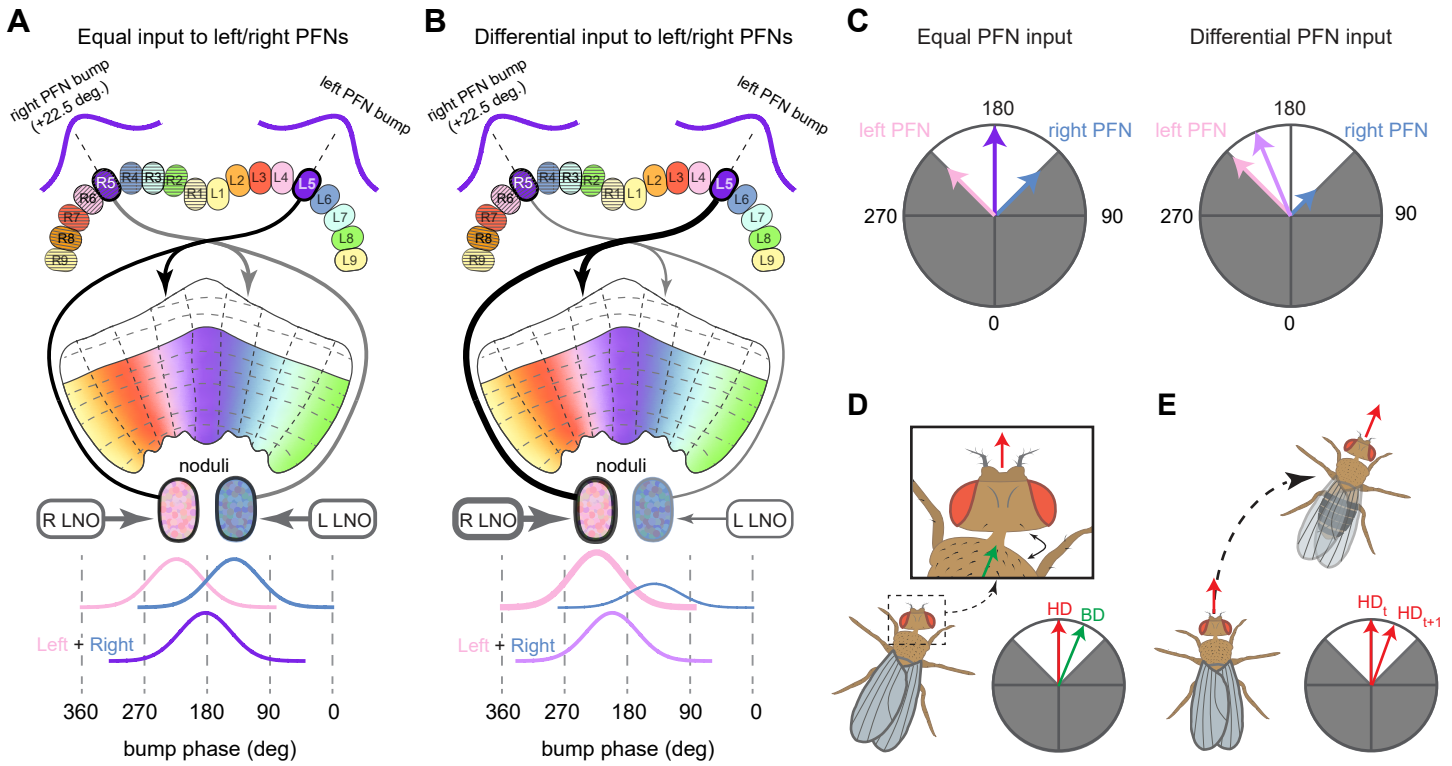 A
Equal input to left/right PFNs
right PFN bump
(+22.5 deg.)
left PFN bump
R5 R4 R3 R2 R1 L1 L2 L3 L4 L5
R6 L6
R7 L7
R8 L8
R9 L9
noduli
R LNO
L LNO
Left + Right
360 270 180 90 0
bump phase (deg)
B
Differential input to left/right PFNs
right PFN bump
(+22.5 deg.)
left PFN bump
R5 R4 R3 R2 R1 L1 L2 L3 L4 L5
R6 L6
R7 L7
R8 L8
R9 L9
noduli
R LNO
L LNO
Left + Right
360 270 180 90 0
bump phase (deg)
C
Equal PFN input
180
left PFN
right PFN
270
90
0
Differential PFN input
180
left PFN
right PFN
270
90
0
D
HD
BD
E
HDt
HDt+1